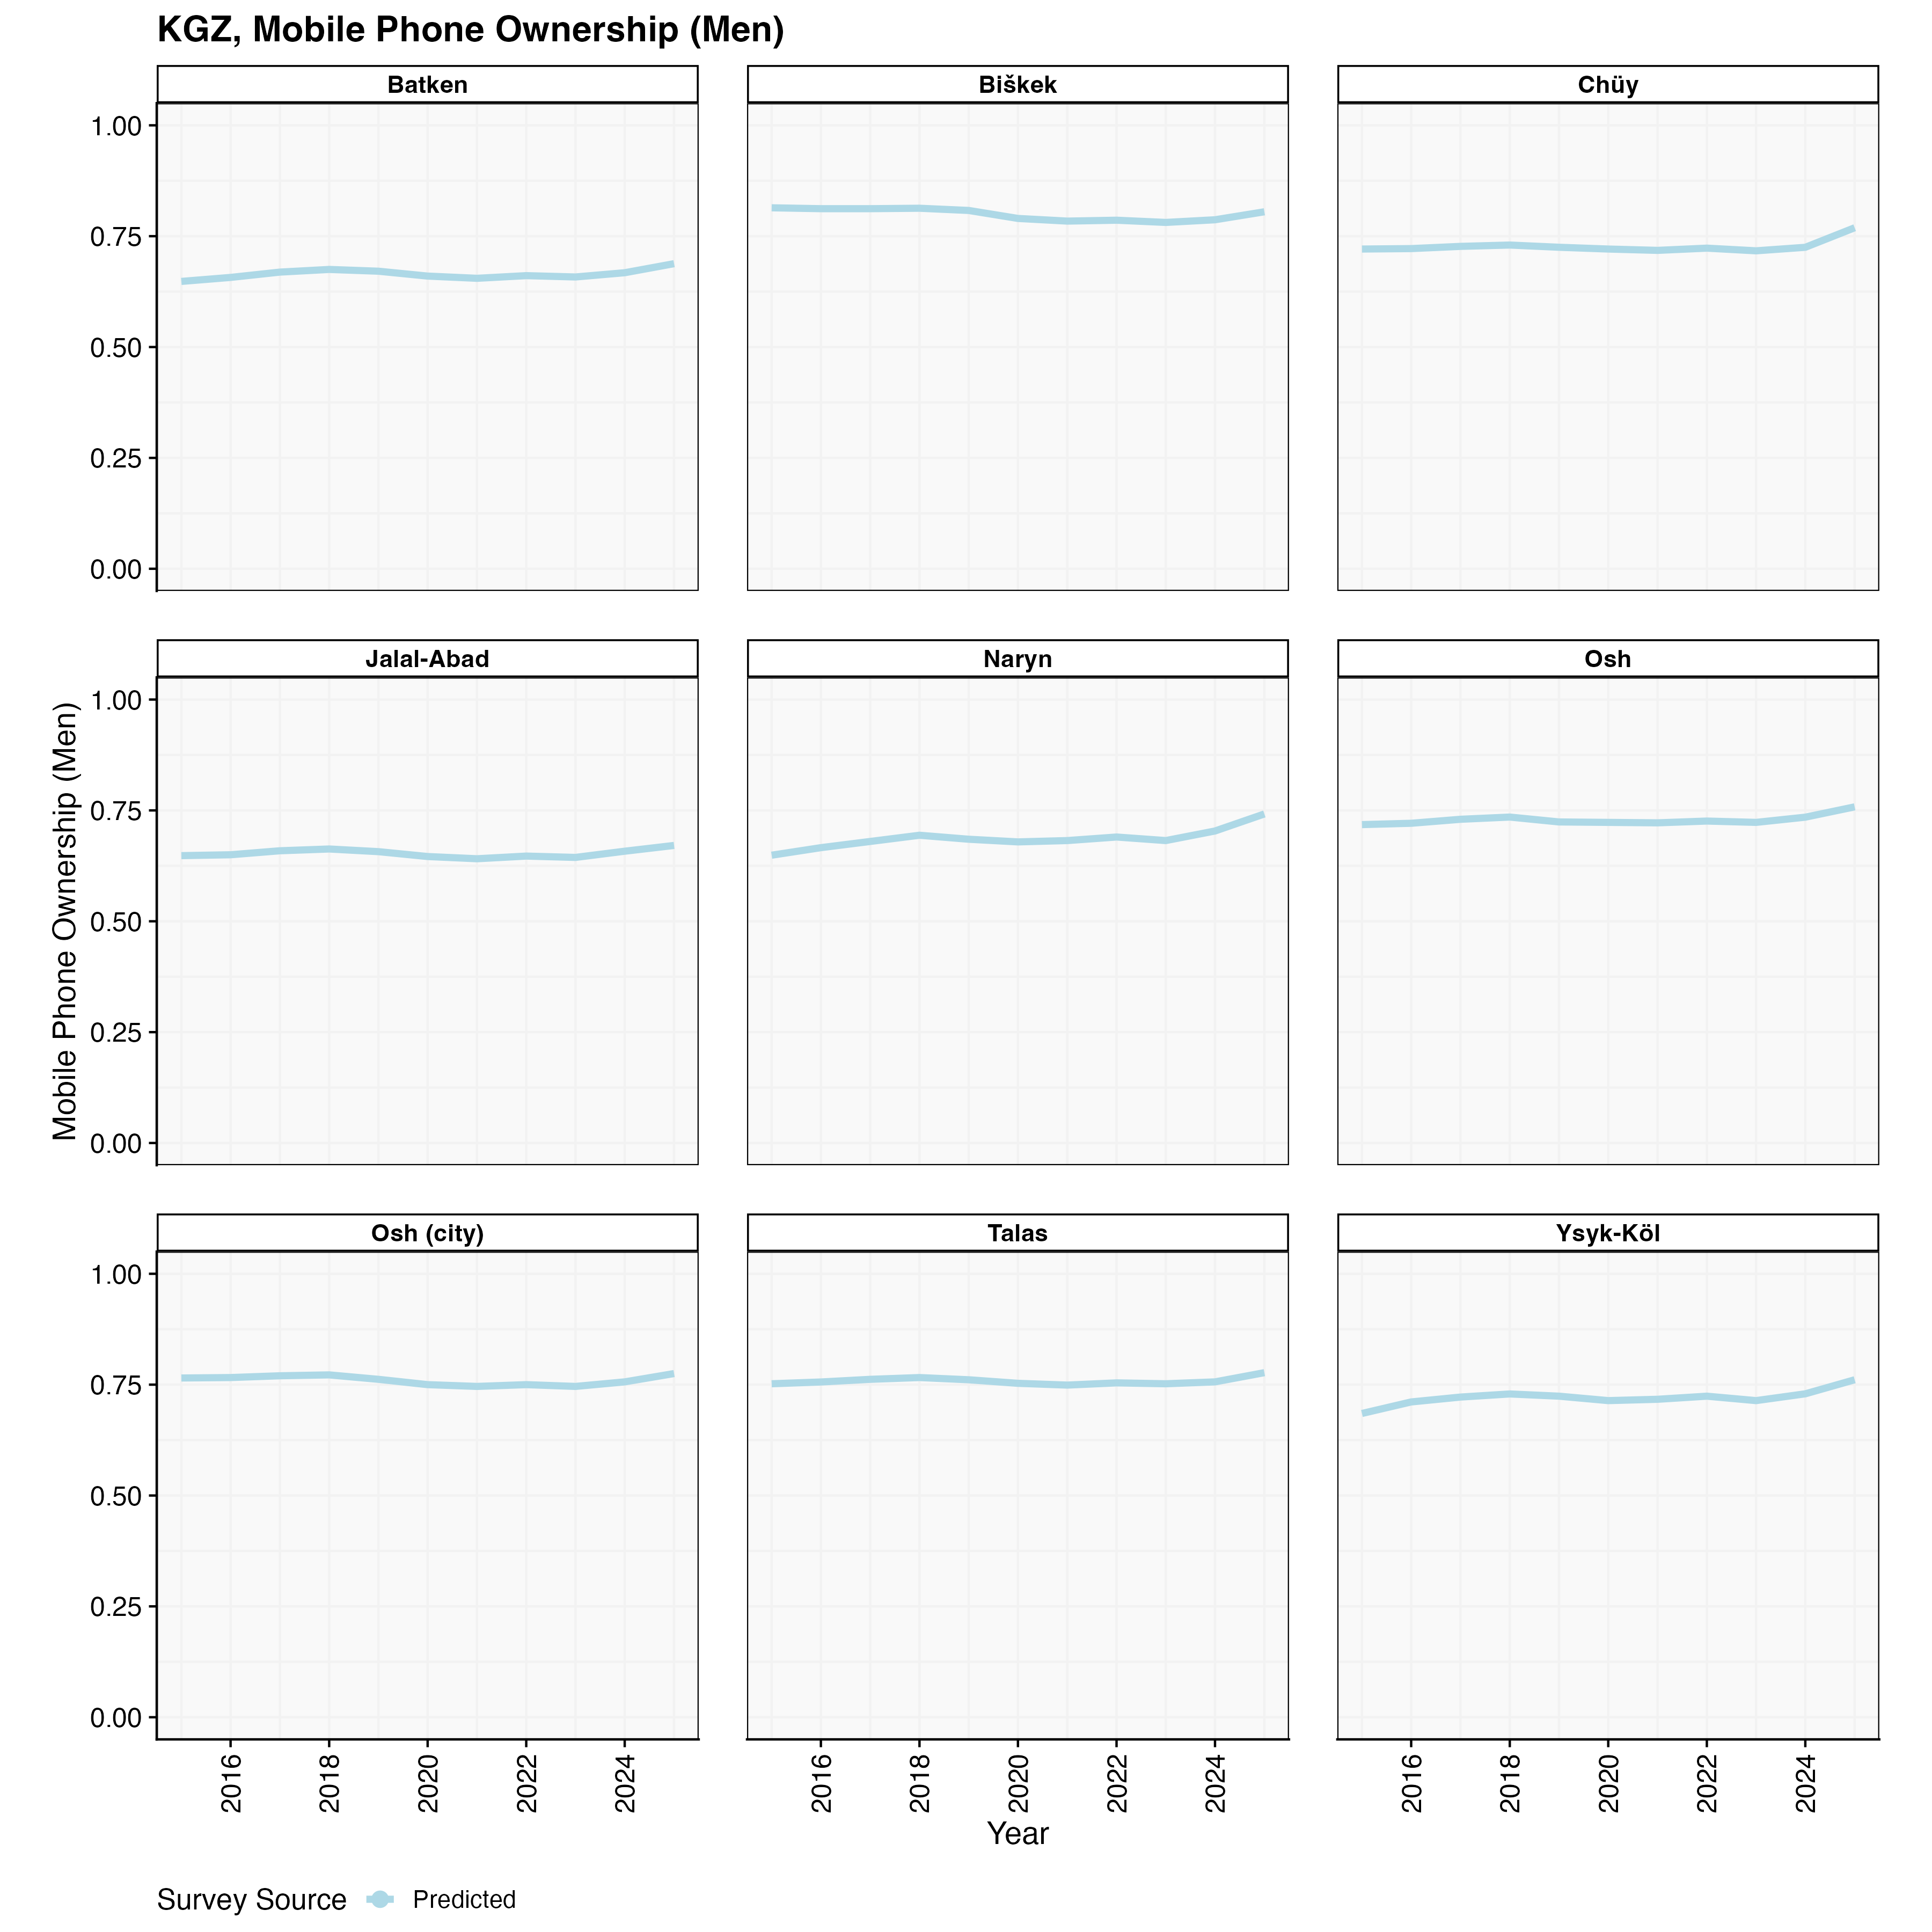 KGZ, Mobile Phone Ownership (Men)
Batken
Biškek
Chüy
1.00
0.75
0.50
0.25
0.00
Jalal-Abad
Naryn
Osh
Mobile Phone Ownership (Men)
1.00
0.75
0.50
0.25
0.00
Osh (city)
Talas
Ysyk-Köl
1.00
0.75
0.50
0.25
0.00
2016 2018 2020 2022 2024
2016 2018 2020 2022 2024
2016 2018 2020 2022 2024
Year
Survey Source Predicted